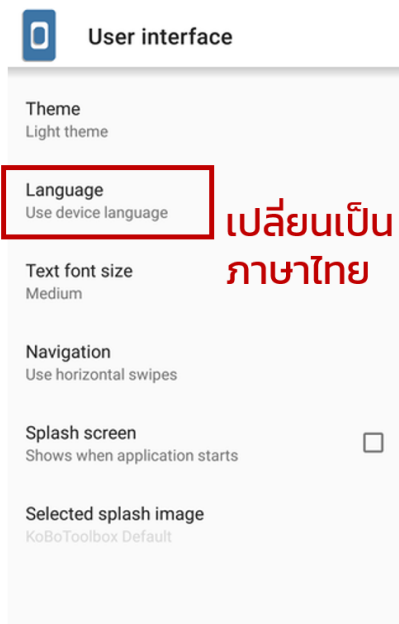 User interface
Theme
Light theme
Language
Use device language
เปลี่ยนเป็น
ภาษาไทย
Text font size
Medium
Navigation
Use horizontal swipes
Splash screen
Shows when application starts
Selected splash image
KoBoToolbox Default